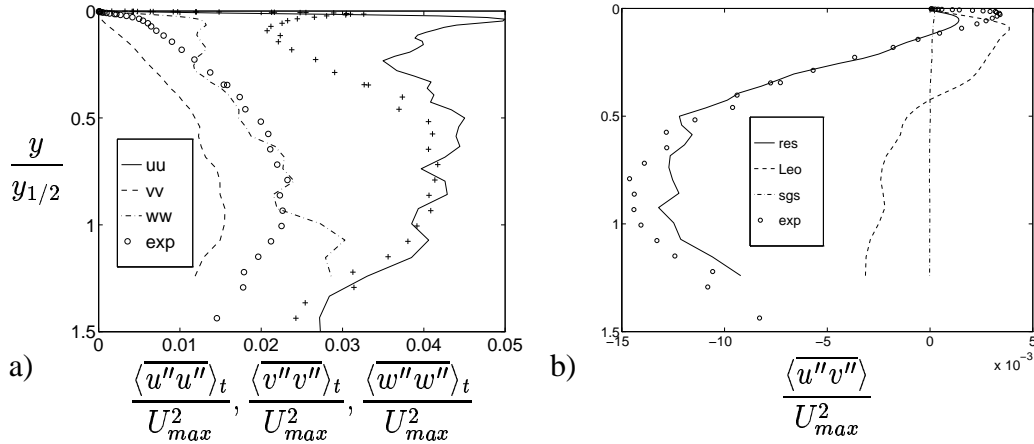 0
0.5
1
1.5
y
y1/2
uu
vv
ww
exp
0 0.01 0.02 0.03 0.04 0.05
a)
⟨u''u''⟩t / U²max, ⟨v''v''⟩t / U²max, ⟨w''w''⟩t / U²max
0
0.5
1
1.5
res
Leo
sgs
exp
−15 −10 −5 0 5
x 10⁻³
b)
⟨u''v''⟩ / U²max